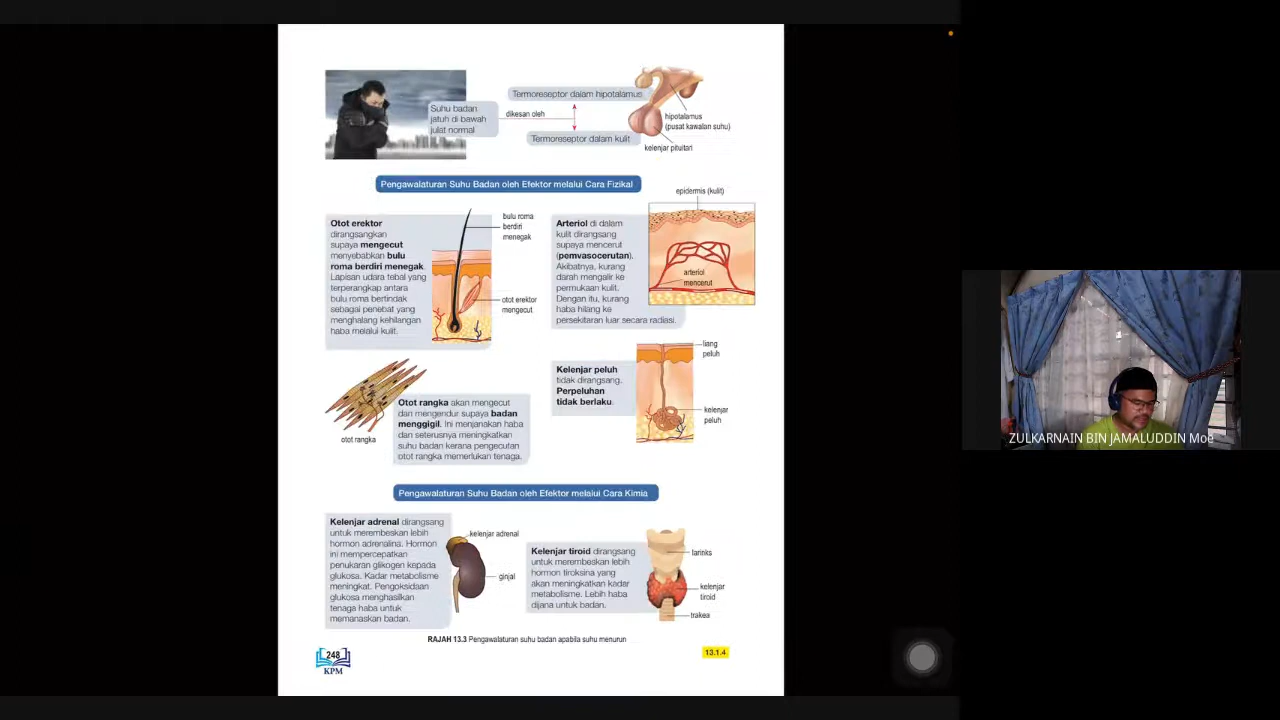 Suhu badan
jatuh di bawah
julat normal
dikesan oleh
Termoreseptor dalam hipotalamus
Termoreseptor dalam kulit
hipotalamus
(pusat kawalan suhu)
kelenjar pituitari
Pengawalaturan Suhu Badan oleh Efektor melalui Cara Fizikal
Otot erektor
dirangsangkan
supaya mengecut
menyebabkan bulu
roma berdiri menegak.
Lapisan udara tebal yang
terperangkap antara
bulu roma bertindak
sebagai penebat yang
menghalang kehilangan
haba melalui kulit.
bulu roma
berdiri
menegak
otot erektor
mengecut
Arteriol di dalam
kulit dirangsang
supaya mencerut
(pemvasocerutan).
Akibatnya, kurang
darah mengalir ke
permukaan kulit.
Dengan itu, kurang
haba hilang ke
persekitaran luar secara radiasi.
epidermis (kulit)
arteriol
mencerut
otot rangka
Otot rangka akan mengecut
dan mengendur supaya badan
menggigil. Ini menjanakan haba
dan seterusnya meningkatkan
suhu badan kerana pengecutan
otot rangka memerlukan tenaga.
Kelenjar peluh
tidak dirangsang.
Perpeluhan
tidak berlaku.
liang
peluh
kelenjar
peluh
Pengawalaturan Suhu Badan oleh Efektor melalui Cara Kimia
Kelenjar adrenal dirangsang
untuk merembeskan lebih
hormon adrenalina. Hormon
ini mempercepatkan
penukaran glikogen kepada
glukosa. Kadar metabolisme
meningkat. Pengoksidaan
glukosa menghasilkan
tenaga haba untuk
memanaskan badan.
kelenjar adrenal
ginjal
Kelenjar tiroid dirangsang
untuk merembeskan lebih
hormon tiroksina yang
akan meningkatkan kadar
metabolisme. Lebih haba
dijana untuk badan.
larinks
kelenjar
tiroid
trakea
RAJAH 13.3 Pengawalaturan suhu badan apabila suhu menurun
248
KPM
13.1.4
ZULKARNAIN BIN JAMALUDDIN Moe